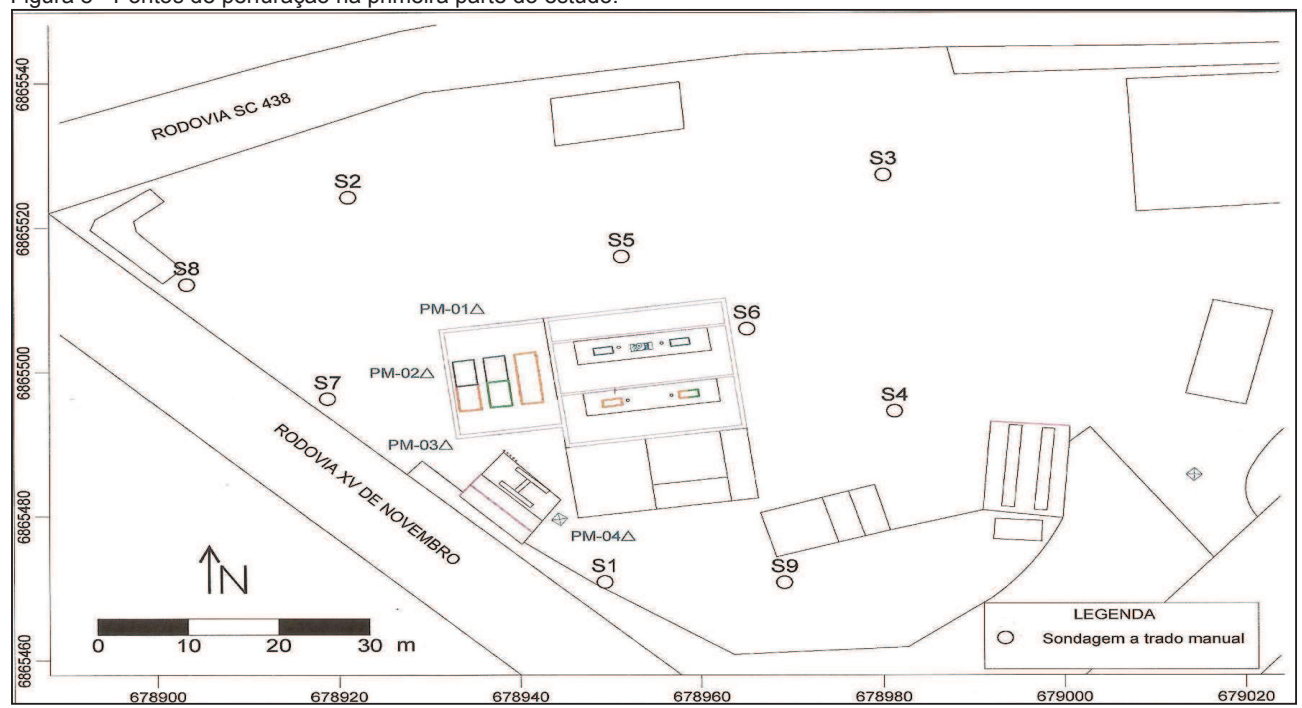 Figura 8 - Pontos de perfuração na primeira parte do estudo.
6865540
6865520
6865500
6865480
6865460
RODOVIA SC 438
S2
S3
S5
S8
PM-01
S6
PM-02
S7
S4
PM-03
RODOVIA XV DE NOVEMBRO
PM-04
S1
S9
N
0 10 20 30 m
LEGENDA
Sondagem a trado manual
678900 678920 678940 678960 678980 679000 679020